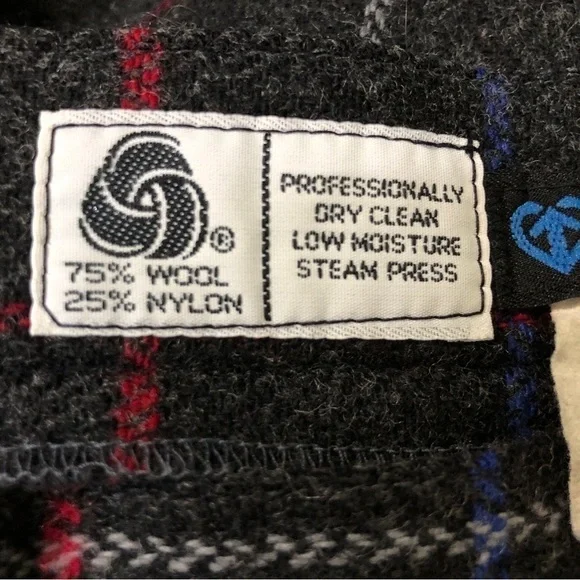 ®
75% WOOL
25% NYLON
PROFESSIONALLY
DRY CLEAN
LOW MOISTURE
STEAM PRESS